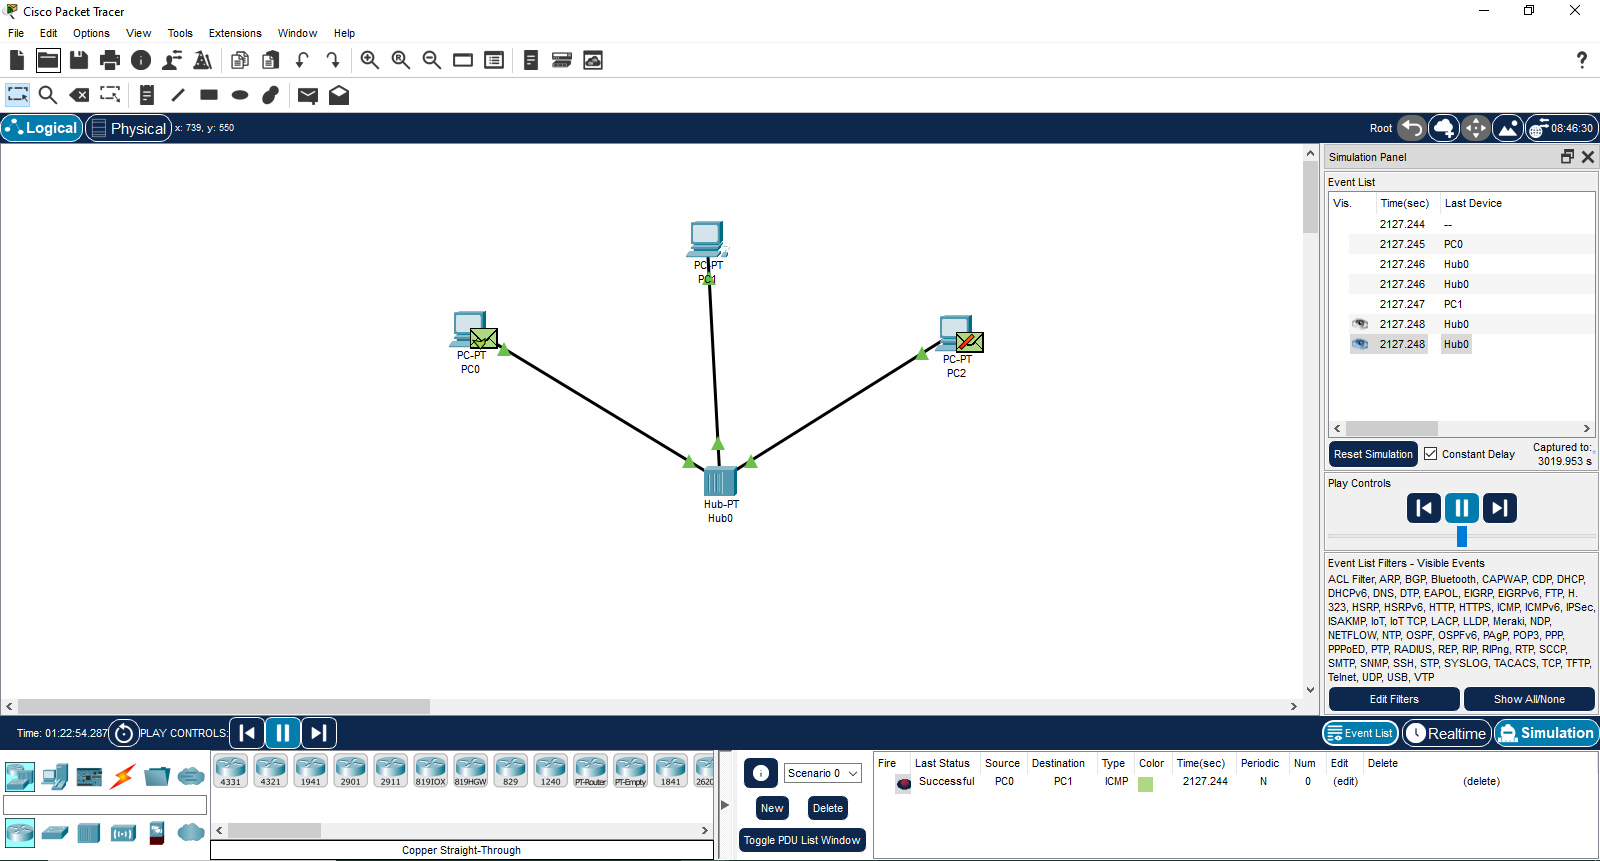 Cisco Packet Tracer
File Edit Options View Tools Extensions Window Help
?
Logical Physical x: 739, y: 550 Root 08:46:30
Simulation Panel
Event List
Vis. Time(sec) Last Device
2127.244 --
2127.245 PC0
2127.246 Hub0
2127.246 Hub0
2127.247 PC1
2127.248 Hub0
2127.248 Hub0
Reset Simulation Constant Delay Captured to:
3019.953 s
Play Controls
Event List Filters - Visible Events
ACL Filter, ARP, BGP, Bluetooth, CAPWAP, CDP, DHCP,
DHCPv6, DNS, DTP, EAPOL, EIGRP, EIGRPv6, FTP, H.
323, HSRP, HSRPv6, HTTP, HTTPS, ICMP, ICMPv6, IPSec,
ISAKMP, IoT, IoT TCP, LACP, LLDP, Meraki, NDP,
NETFLOW, NTP, OSPF, OSPFv6, PAgP, POP3, PPP,
PPPoED, PTP, RADIUS, REP, RIP, RIPng, RTP, SCCP,
SMTP, SNMP, SSH, STP, SYSLOG, TACACS, TCP, TFTP,
Telnet, UDP, USB, VTP
Edit Filters Show All/None
PC-PT
PC1
PC-PT
PC0
PC-PT
PC2
Hub-PT
Hub0
Time: 01:22:54.287 PLAY CONTROLS: Event List Realtime Simulation
4331 4321 1941 2901 2911 819IOX 819HGW 829 1240 PT-Router PT-Empty 1841 2620
Copper Straight-Through
Scenario 0
New Delete
Toggle PDU List Window
Fire Last Status Source Destination Type Color Time(sec) Periodic Num Edit Delete
Successful PC0 PC1 ICMP 2127.244 N 0 (edit) (delete)